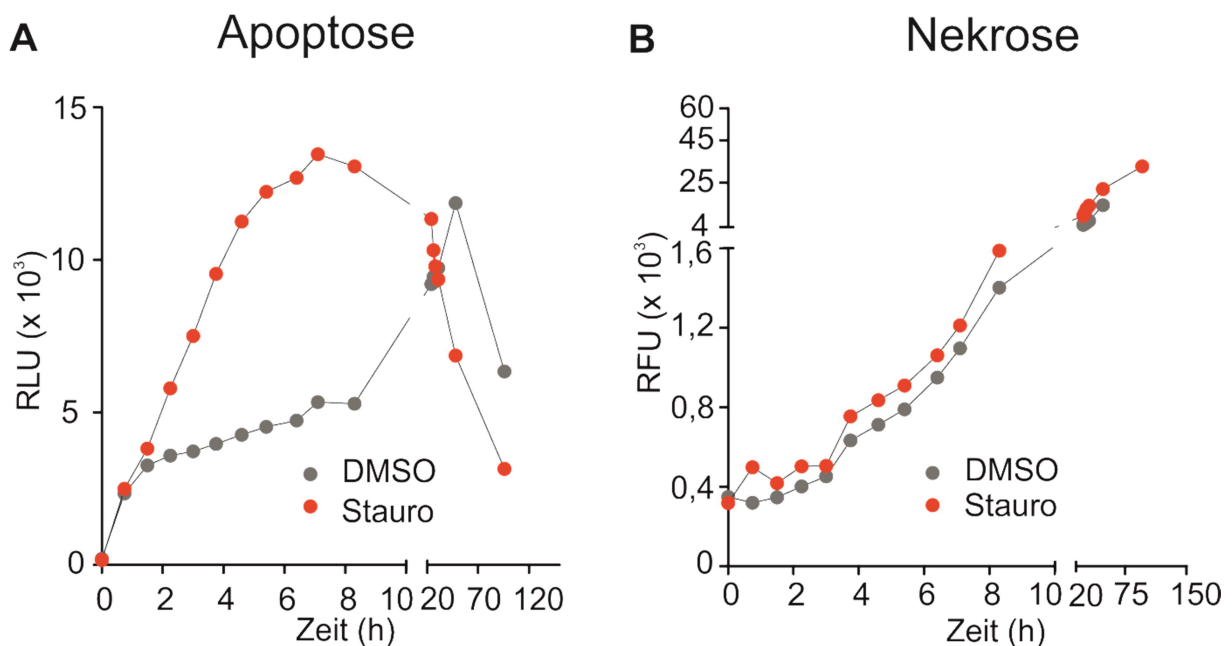 A Apoptose
15
10
5
0
RLU (x 10³)
DMSO
Stauro
0 2 4 6 8 10 20 70 120
Zeit (h)
B Nekrose
60
45
25
4
1,6
1,2
0,8
0,4
0
RFU (x 10³)
DMSO
Stauro
0 2 4 6 8 10 20 75 150
Zeit (h)